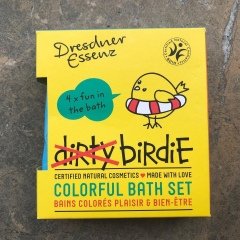 Dresdner
Essenz
4 x fun in
the bath
dirty birdie
CERTIFIED NATURAL COSMETICS ♥ MADE WITH LOVE
COLORFUL BATH SET
BAINS COLORÉS PLAISIR & BIEN-ÊTRE